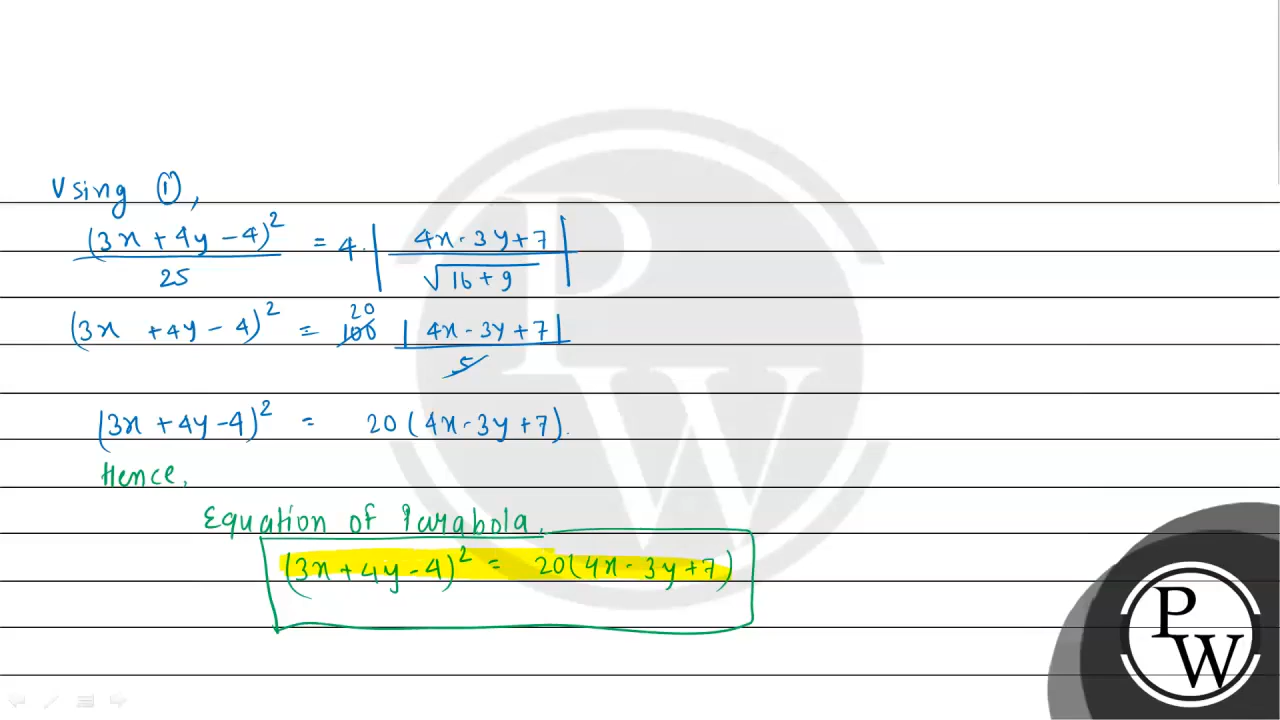 Using ①,
(3x + 4y - 4)² / 25 = 4 · | 4x - 3y + 7 / √16 + 9 |
(3x + 4y - 4)² = 100 20 | 4x - 3y + 7 | / 5
(3x + 4y - 4)² = 20 (4x - 3y + 7).
Hence,
Equation of Parabola.
(3x + 4y - 4)² = 20(4x - 3y + 7)
P
W
P
W